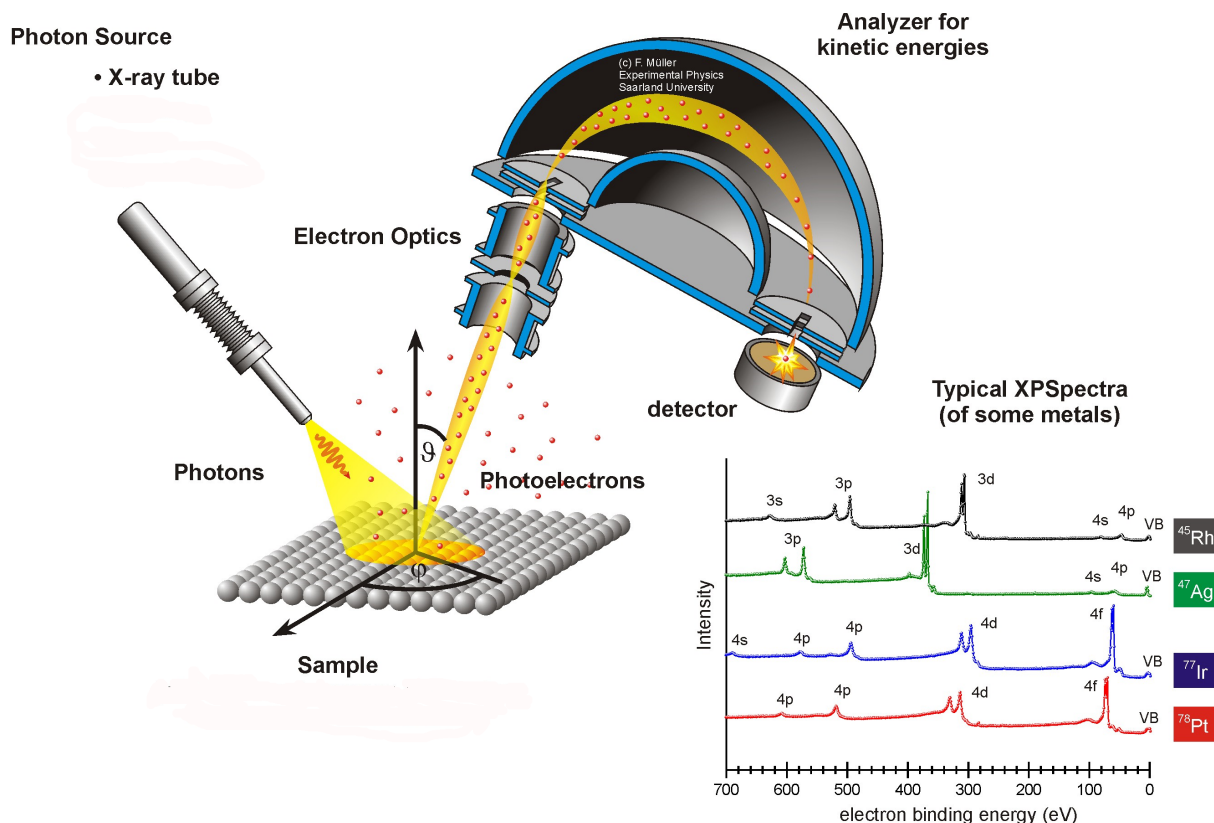 Photon Source
• X-ray tube
Analyzer for
kinetic energies
(c) F. Müller
Experimental Physics
Saarland University
Electron Optics
detector
ϑ
Photons
Photoelectrons
φ
Sample
Typical XPSpectra
(of some metals)
3s
3p
3d
4s
4p
VB
45Rh
3p
3d
4s
4p
VB
47Ag
4s
4p
4p
4d
4f
VB
77Ir
4p
4p
4d
4f
VB
78Pt
Intensity
700 600 500 400 300 200 100 0
electron binding energy (eV)